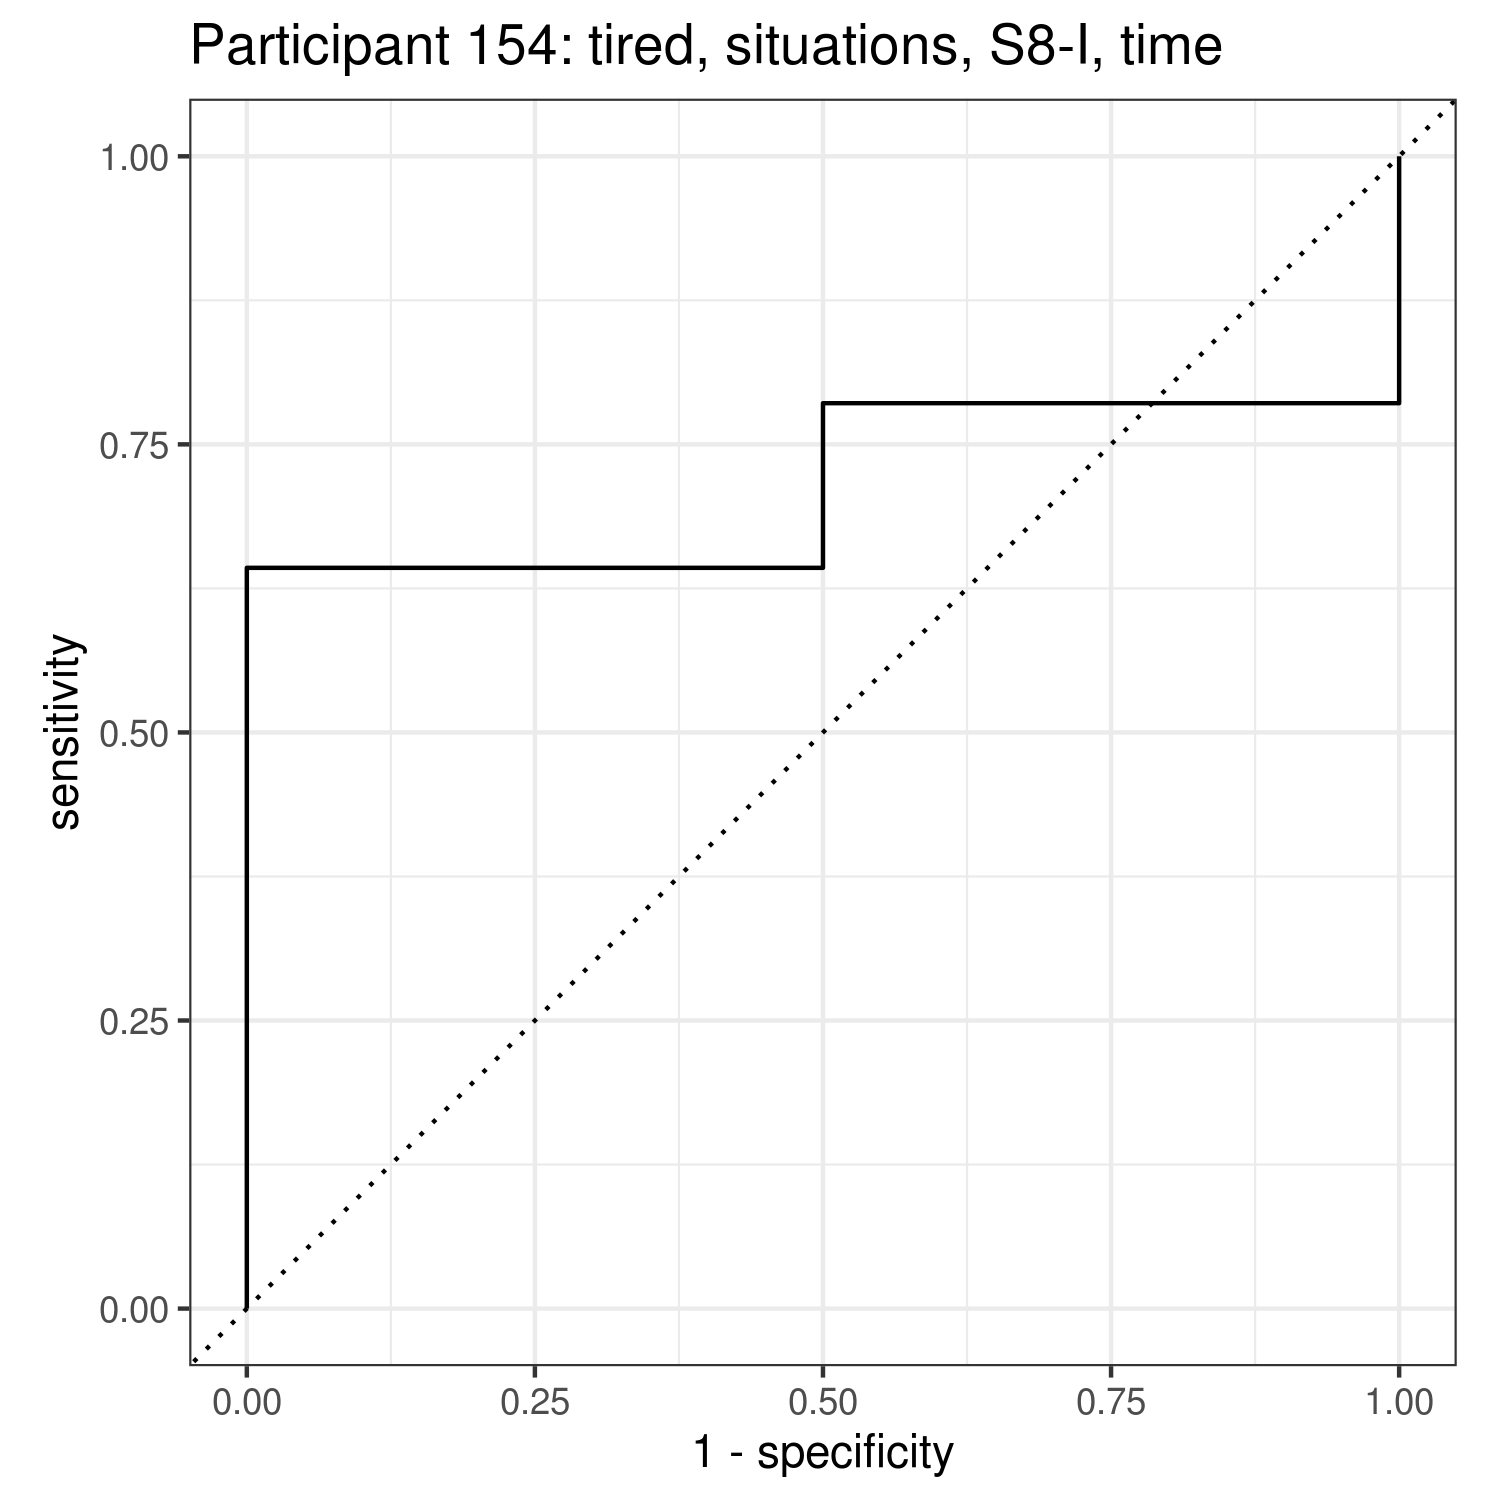 Participant 154: tired, situations, S8-I, time
1.00
0.75
0.50
0.25
0.00
sensitivity
0.00 0.25 0.50 0.75 1.00
1 - specificity